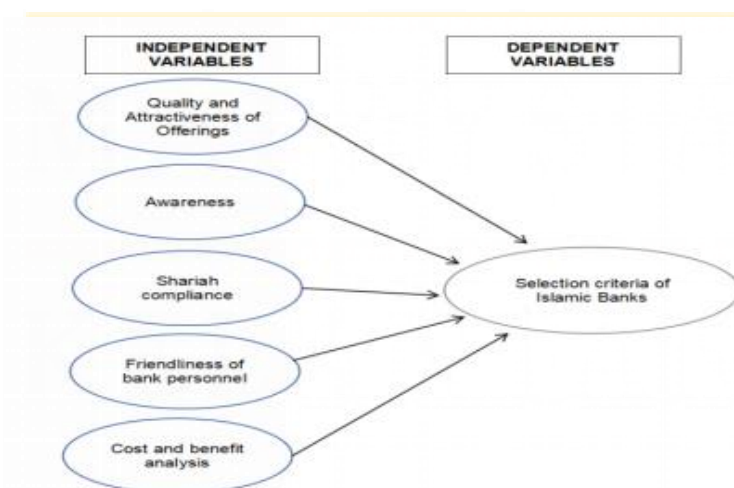 INDEPENDENT
VARIABLES
DEPENDENT
VARIABLES
Quality and
Attractiveness of
Offerings
Awareness
Shariah
compliance
Friendliness of
bank personnel
Cost and benefit
analysis
Selection criteria of
Islamic Banks